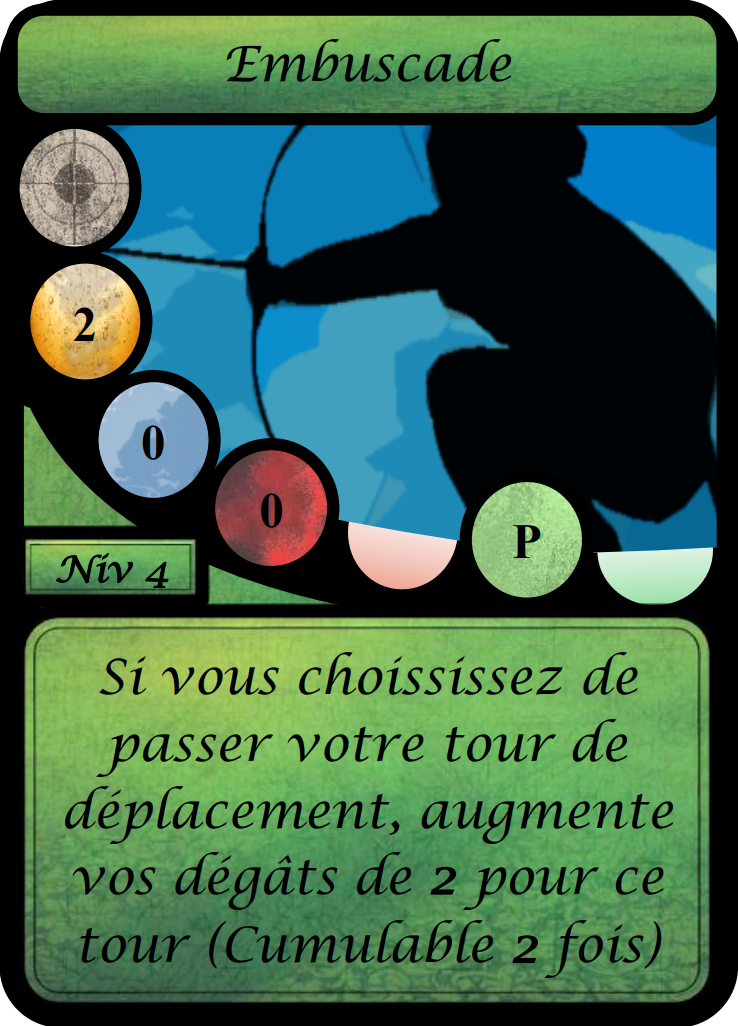 Embuscade
2
0
0
P
Niv 4
Si vous choississez de
passer votre tour de
déplacement, augmente
vos dégâts de 2 pour ce
tour (Cumulable 2 fois)